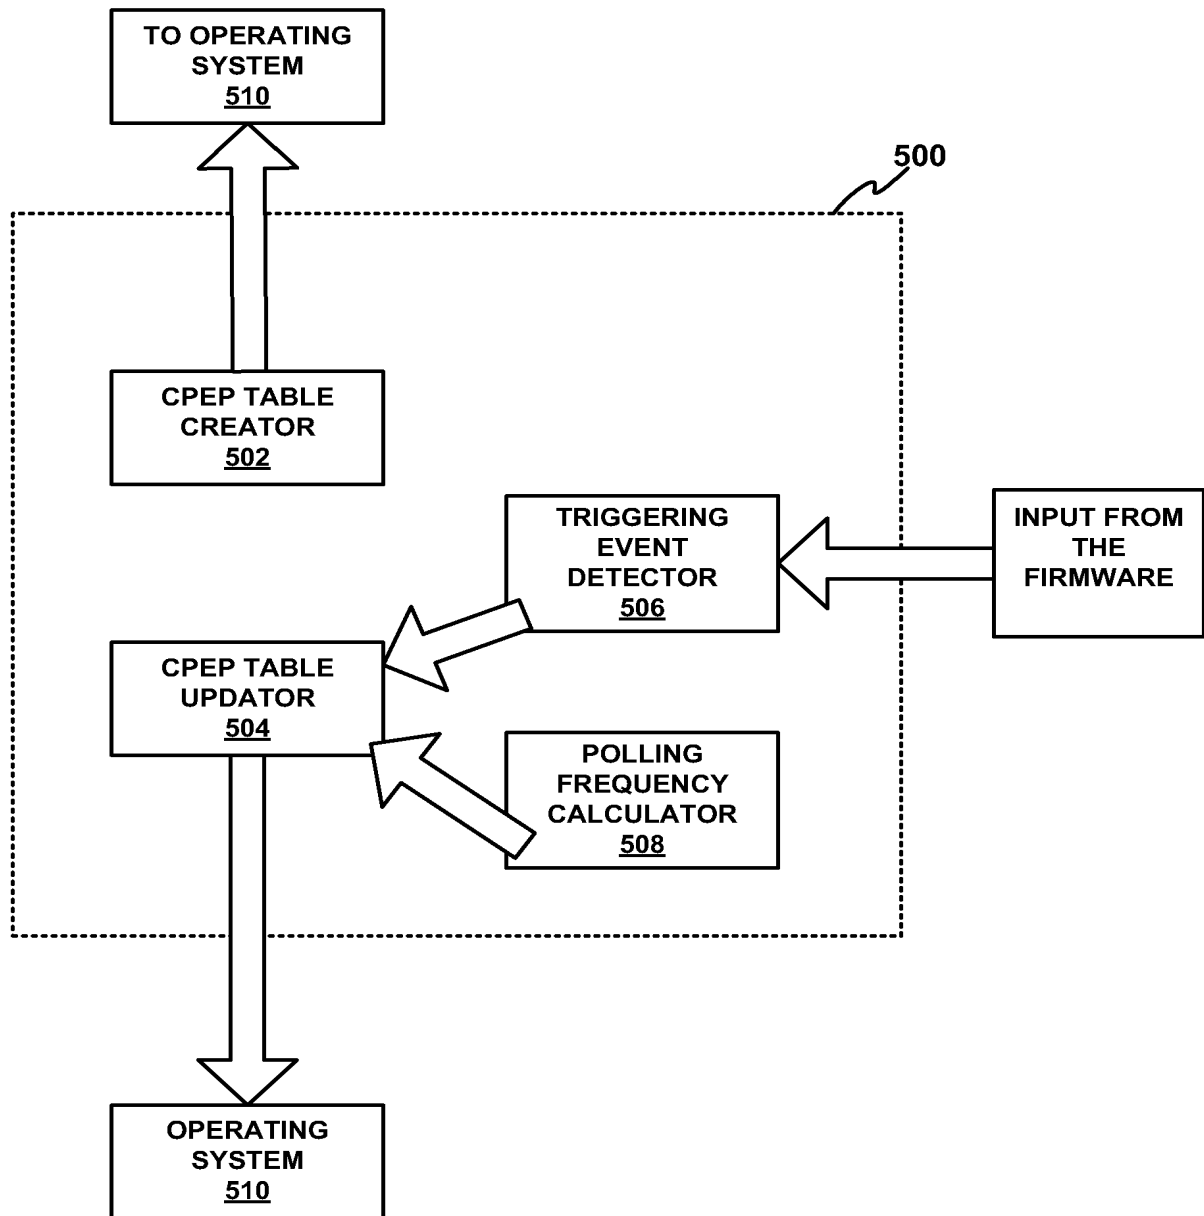 TO OPERATING
SYSTEM
510
500
CPEP TABLE
CREATOR
502
TRIGGERING
EVENT
DETECTOR
506
INPUT FROM
THE
FIRMWARE
CPEP TABLE
UPDATOR
504
POLLING
FREQUENCY
CALCULATOR
508
OPERATING
SYSTEM
510